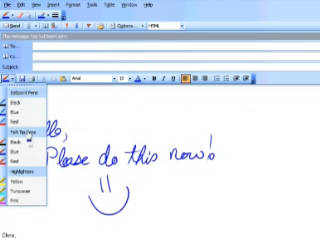 File Edit View Insert Format Tools Table Window Help
Send Options... HTML
This message has not been sent.
To...
Cc...
Subject:
Arial 10 B I U
Ballpoint Pens
Black
Blue
Red
Felt Tip Pens
Black
Blue
Red
Highlighters
Yellow
Turquoise
Pink
Please do this now!
Chris,